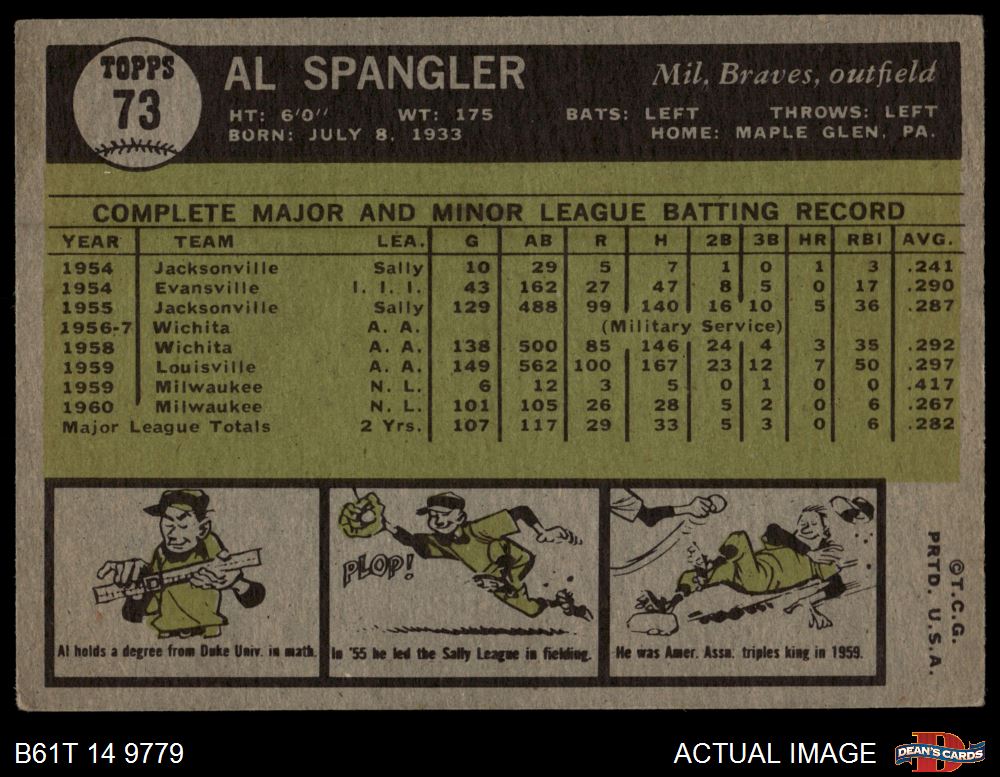 TOPPS
73
AL SPANGLER
Mil. Braves, outfield
HT: 6'0" WT: 175 BATS: LEFT THROWS: LEFT
BORN: JULY 8, 1933 HOME: MAPLE GLEN, PA.
COMPLETE MAJOR AND MINOR LEAGUE BATTING RECORD
YEAR TEAM LEA. G AB R H 2B 3B HR RBI AVG.
1954 Jacksonville Sally 10 29 5 7 1 0 1 3 .241
1954 Evansville I. I. I. 43 162 27 47 8 5 0 17 .290
1955 Jacksonville Sally 129 488 99 140 16 10 5 36 .287
1956-7 Wichita A. A. (Military Service)
1958 Wichita A. A. 138 500 85 146 24 4 3 35 .292
1959 Louisville A. A. 149 562 100 167 23 12 7 50 .297
1959 Milwaukee N. L. 6 12 3 5 0 1 0 0 .417
1960 Milwaukee N. L. 101 105 26 28 5 2 0 6 .267
Major League Totals 2 Yrs. 107 117 29 33 5 3 0 6 .282
PLOP!
Al holds a degree from Duke Univ. in math.
In '55 he led the Sally League in fielding.
He was Amer. Assn. triples king in 1959.
©T.C.G.
PRTD. U.S.A.
B61T 14 9779
ACTUAL IMAGE
DEAN'S CARDS